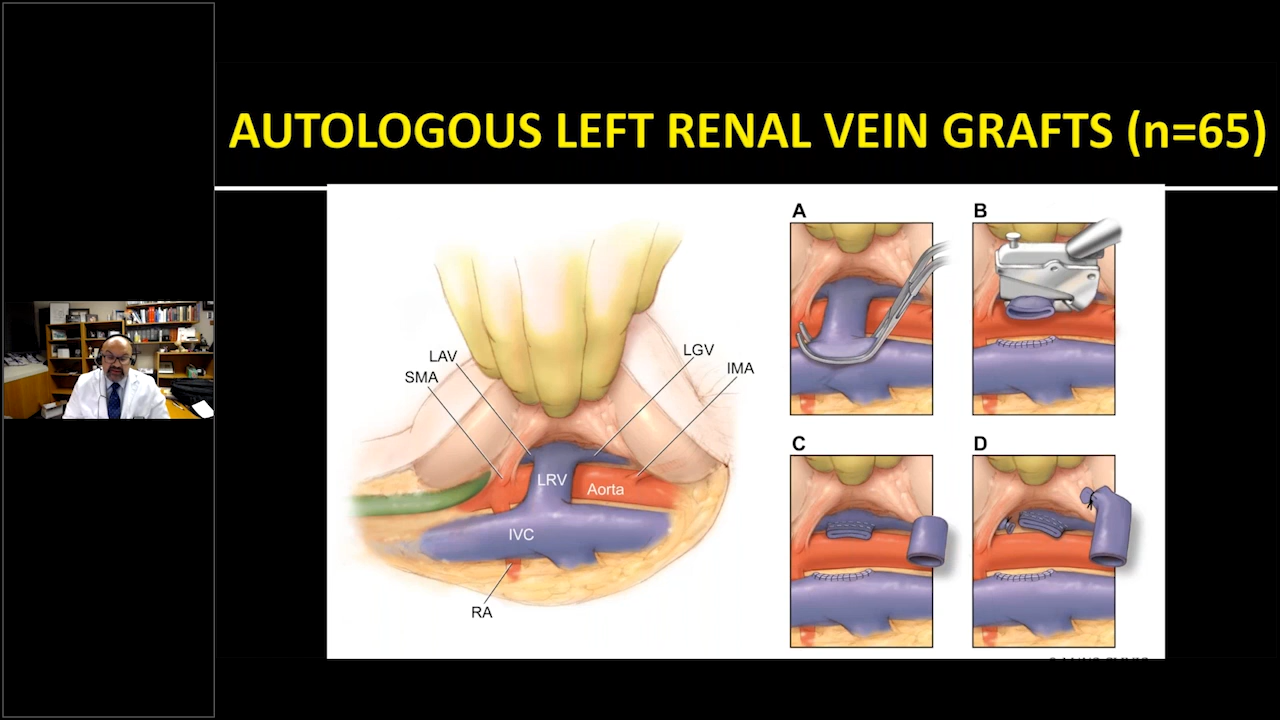 AUTOLOGOUS LEFT RENAL VEIN GRAFTS (n=65)
A
B
LAV
SMA
LGV
IMA
LRV
Aorta
IVC
RA
C
D